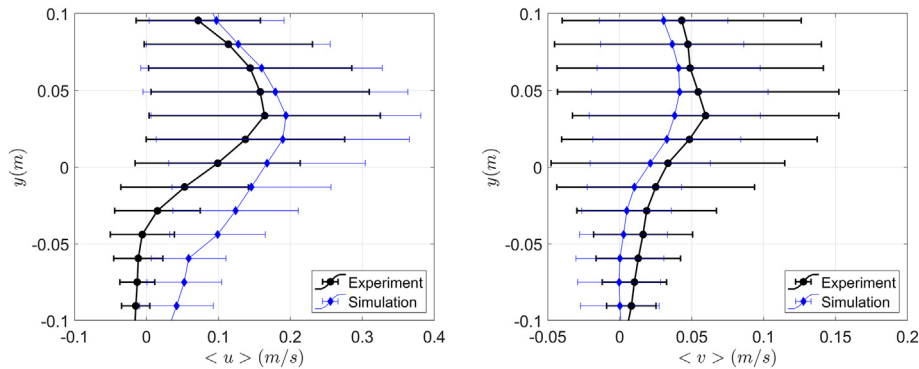 0.1
0.05
0
-0.05
-0.1
y(m)
-0.1
0
0.1
0.2
0.3
0.4
< u > (m/s)
Experiment
Simulation
0.1
0.05
0
-0.05
-0.1
y(m)
-0.05
0
0.05
0.1
0.15
0.2
< v > (m/s)
Experiment
Simulation